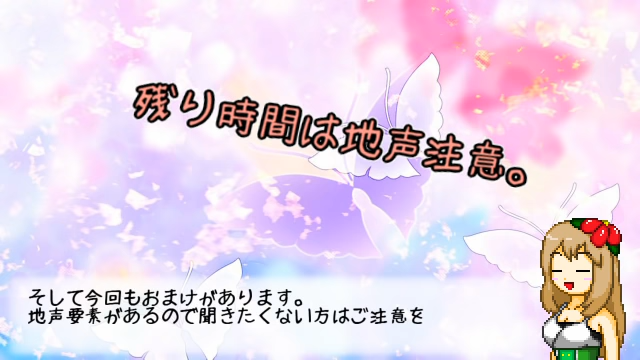 残り時間は地声注意。
そして今回もおまけがあります。
地声要素があるので聞きたくない方はご注意を